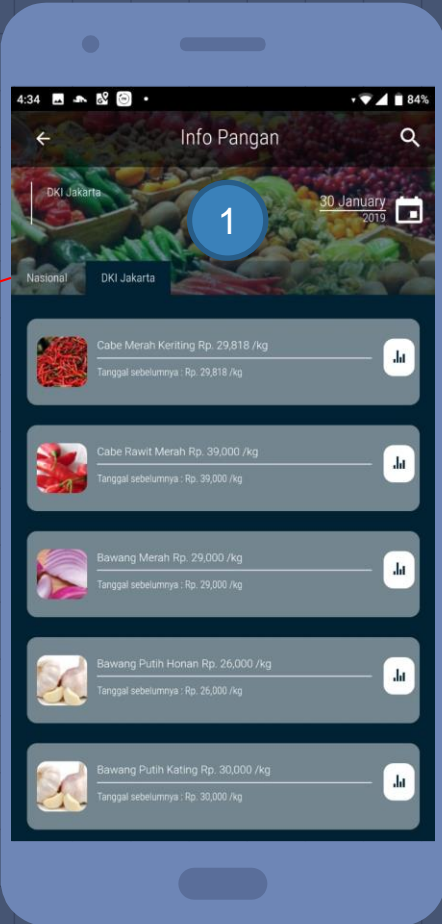 4:34
84%
Info Pangan
DKI Jakarta
1
30 January
2019
Nasional
DKI Jakarta
Cabe Merah Keriting Rp. 29,818 /kg
Tanggal sebelumnya : Rp. 29,818 /kg
Cabe Rawit Merah Rp. 39,000 /kg
Tanggal sebelumnya : Rp. 39,000 /kg
Bawang Merah Rp. 29,000 /kg
Tanggal sebelumnya : Rp. 29,000 /kg
Bawang Putih Honan Rp. 26,000 /kg
Tanggal sebelumnya : Rp. 26,000 /kg
Bawang Putih Kating Rp. 30,000 /kg
Tanggal sebelumnya : Rp. 30,000 /kg